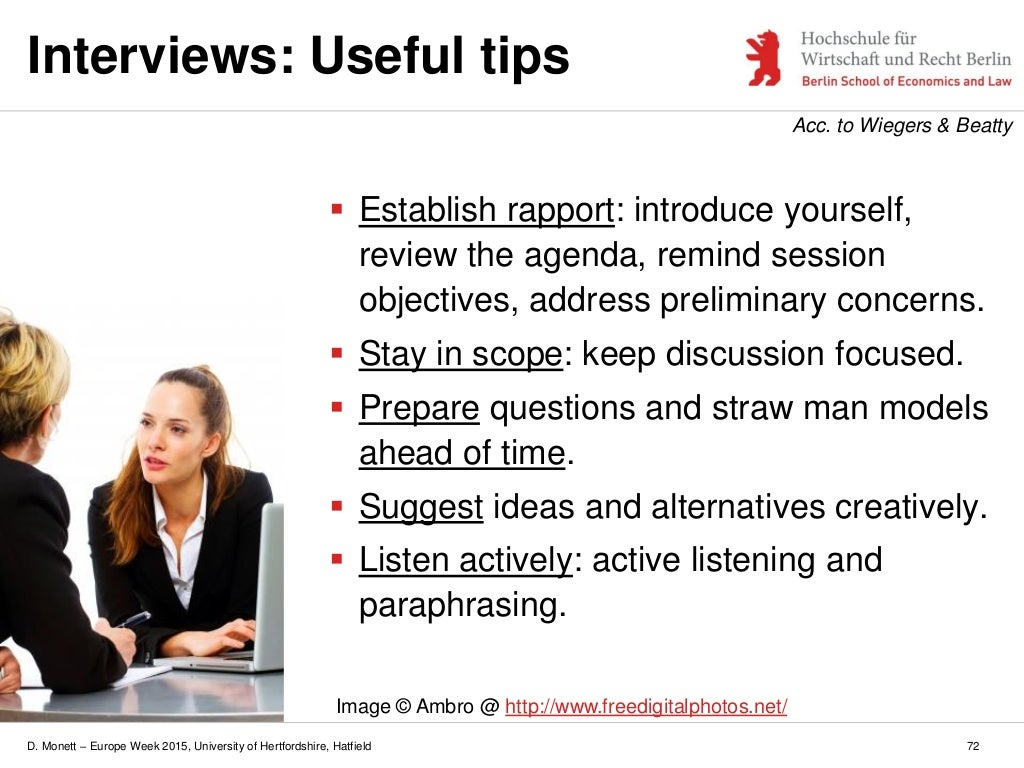 Interviews: Useful tips
Hochschule für
Wirtschaft und Recht Berlin
Berlin School of Economics and Law
Acc. to Wiegers & Beatty
▪ Establish rapport: introduce yourself,
review the agenda, remind session
objectives, address preliminary concerns.
▪ Stay in scope: keep discussion focused.
▪ Prepare questions and straw man models
ahead of time.
▪ Suggest ideas and alternatives creatively.
▪ Listen actively: active listening and
paraphrasing.
Image © Ambro @ http://www.freedigitalphotos.net/
D. Monett – Europe Week 2015, University of Hertfordshire, Hatfield
72